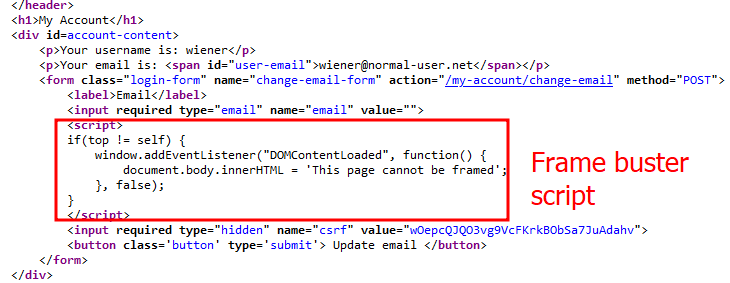 </header>
<h1>My Account</h1>
<div id=account-content>
<p>Your username is: wiener</p>
<p>Your email is: <span id="user-email">wiener@normal-user.net</span></p>
<form class="login-form" name="change-email-form" action="/my-account/change-email" method="POST">
<label>Email</label>
<input required type="email" name="email" value="">
<script>
if(top != self) {
window.addEventListener("DOMContentLoaded", function() {
document.body.innerHTML = 'This page cannot be framed';
}, false);
}
</script>
Frame buster
script
<input required type="hidden" name="csrf" value="wOepcQJQO3vg9VcFKrkBObSa7JuAdahv">
<button class='button' type='submit'> Update email </button>
</form>
</div>